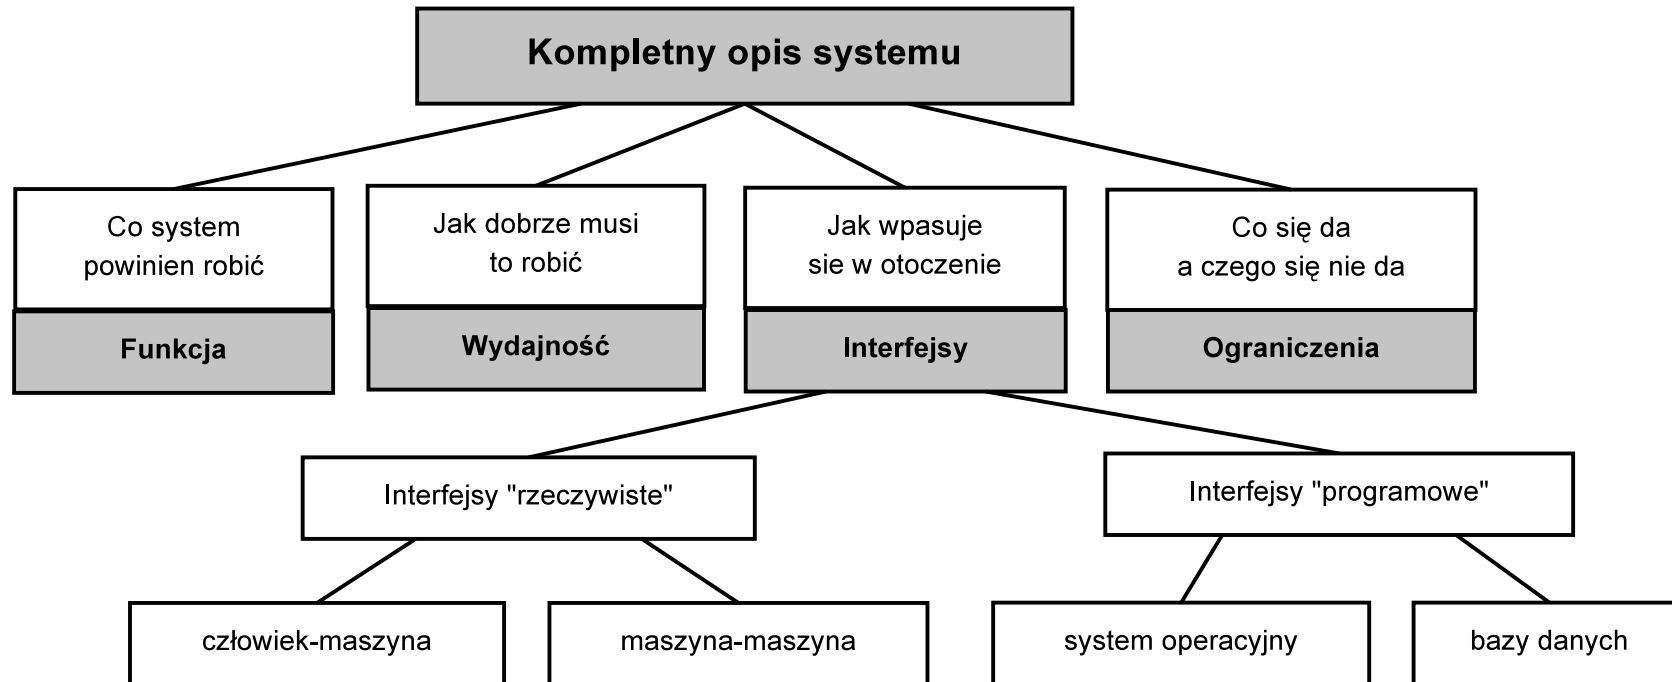 Kompletny opis systemu
Co system
powinien robić
Funkcja
Jak dobrze musi
to robić
Wydajność
Jak wpasuje
sie w otoczenie
Interfejsy
Co się da
a czego się nie da
Ograniczenia
Interfejsy "rzeczywiste"
Interfejsy "programowe"
człowiek-maszyna
maszyna-maszyna
system operacyjny
bazy danych